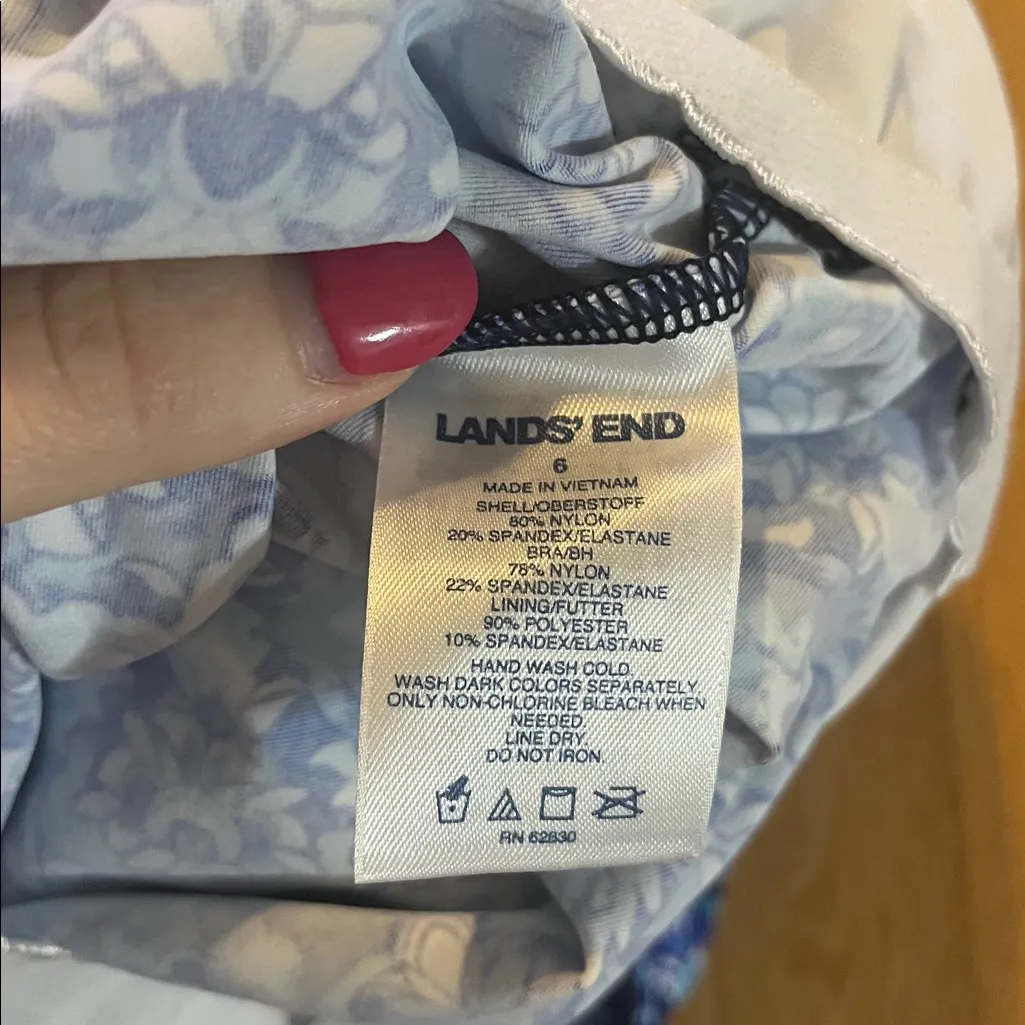 LANDS' END
6
MADE IN VIETNAM
SHELL/OBERSTOFF
80% NYLON
20% SPANDEX/ELASTANE
BRA/BH
78% NYLON
22% SPANDEX/ELASTANE
LINING/FUTTER
90% POLYESTER
10% SPANDEX/ELASTANE
HAND WASH COLD.
WASH DARK COLORS SEPARATELY.
ONLY NON-CHLORINE BLEACH WHEN
NEEDED.
LINE DRY.
DO NOT IRON.
RN 62830